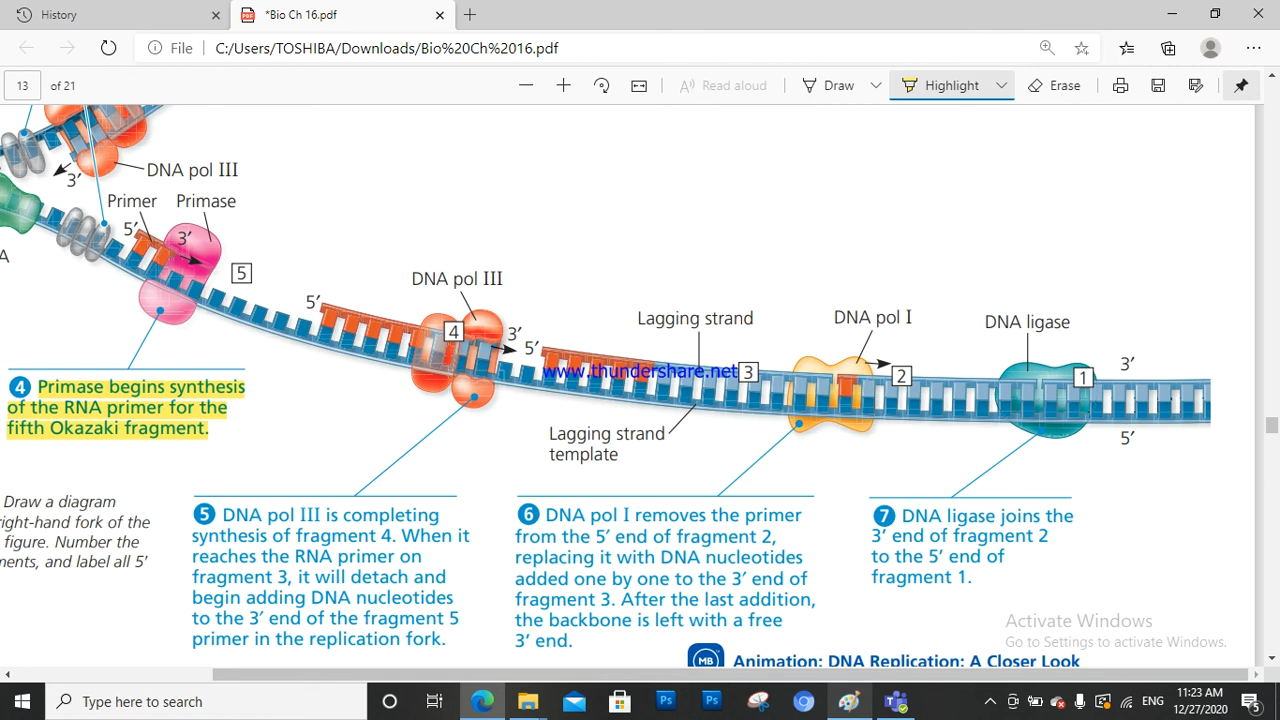 History
*Bio Ch 16.pdf
File
C:/Users/TOSHIBA/Downloads/Bio%20Ch%2016.pdf
13
of 21
Read aloud
Draw
Highlight
Erase
DNA pol III
3′
Primer
Primase
5′
3′
A
5
DNA pol III
5′
4
3′
5′
Lagging strand
www.thundershare.net
3
DNA pol I
2
DNA ligase
1
3′
5′
Lagging strand
template
4 Primase begins synthesis
of the RNA primer for the
fifth Okazaki fragment.
Draw a diagram
right-hand fork of the
figure. Number the
ments, and label all 5′
5 DNA pol III is completing
synthesis of fragment 4. When it
reaches the RNA primer on
fragment 3, it will detach and
begin adding DNA nucleotides
to the 3′ end of the fragment 5
primer in the replication fork.
6 DNA pol I removes the primer
from the 5′ end of fragment 2,
replacing it with DNA nucleotides
added one by one to the 3′ end of
fragment 3. After the last addition,
the backbone is left with a free
3′ end.
7 DNA ligase joins the
3′ end of fragment 2
to the 5′ end of
fragment 1.
Activate Windows
Go to Settings to activate Windows.
MB
Animation: DNA Replication: A Closer Look
Type here to search
Ps
Ps
ENG
11:23 AM
12/27/2020
5